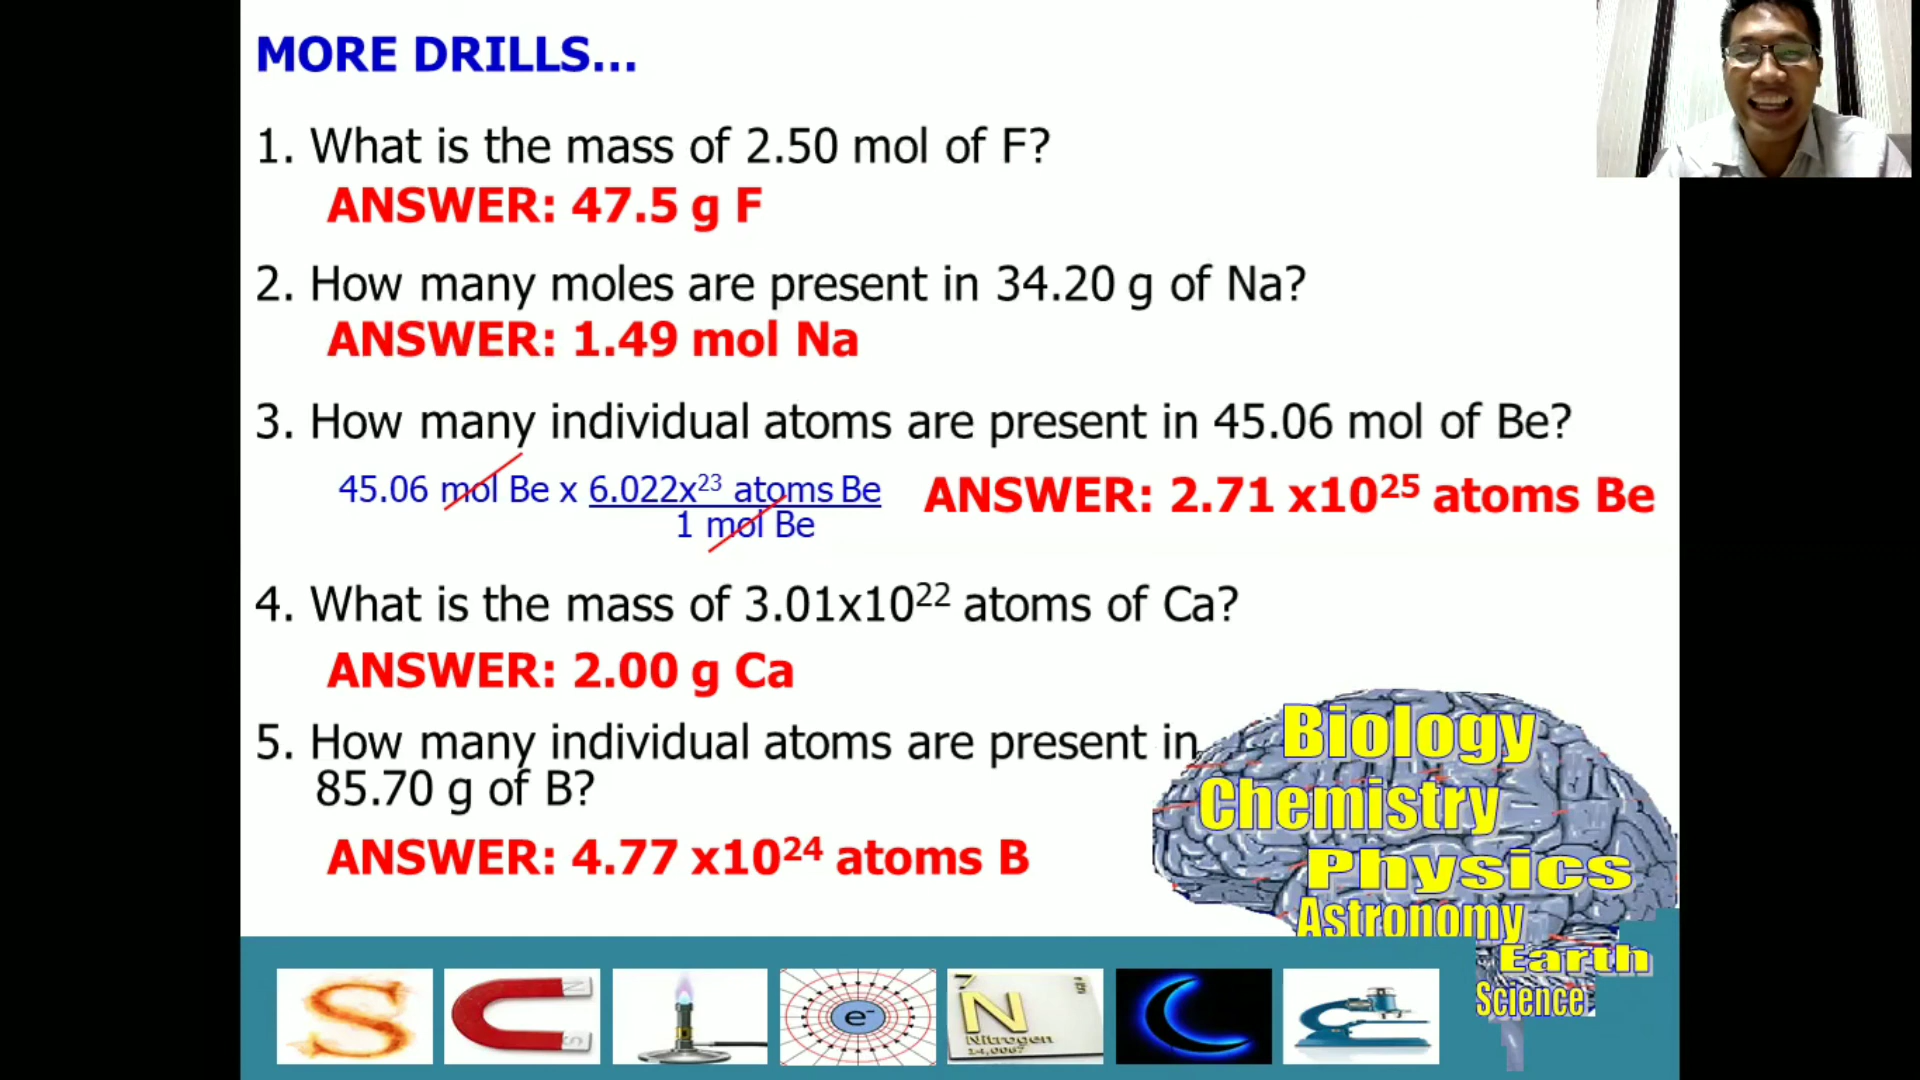 MORE DRILLS...
1. What is the mass of 2.50 mol of F?
ANSWER: 47.5 g F
2. How many moles are present in 34.20 g of Na?
ANSWER: 1.49 mol Na
3. How many individual atoms are present in 45.06 mol of Be?
45.06 mol Be x 6.022x²³ atoms Be
1 mol Be
ANSWER: 2.71 x10²⁵ atoms Be
4. What is the mass of 3.01x10²² atoms of Ca?
ANSWER: 2.00 g Ca
5. How many individual atoms are present in
85.70 g of B?
ANSWER: 4.77 x10²⁴ atoms B
Biology
Chemistry
Physics
Astronomy
Earth
Science
S
N
S
e⁻
7
N
Nitrogen
14,0067